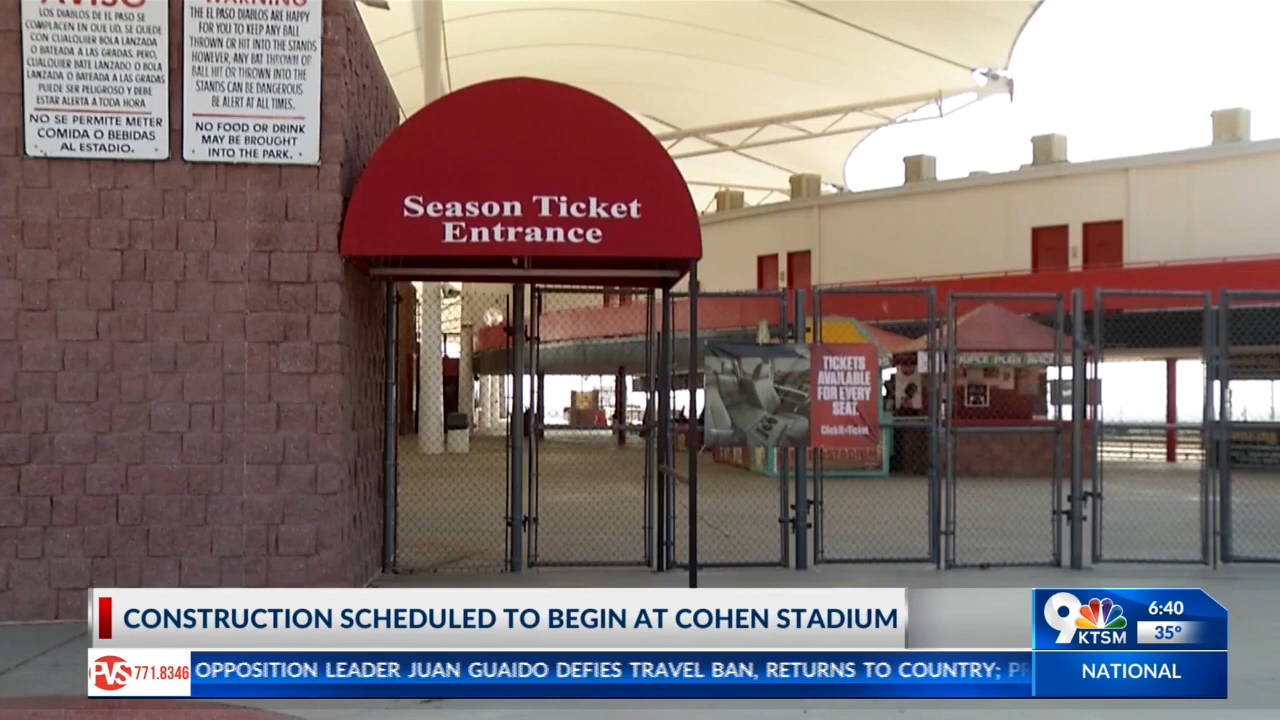 AVISO
LOS DIABLOS DE EL PASO SE
COMPLACEN EN QUE UD. SE QUEDE
CON CUALQUIER BOLA LANZADA
O BATEADA A LAS GRADAS. PERO,
CUALQUIER BATE LANZADO O BOLA
LANZADA O BATEADA A LAS GRADAS
PUEDE SER PELIGROSO Y DEBE
ESTAR ALERTA A TODA HORA
NO SE PERMITE METER
COMIDA O BEBIDAS
AL ESTADIO.
WARNING
THE EL PASO DIABLOS ARE HAPPY
FOR YOU TO KEEP ANY BALL
THROWN OR HIT INTO THE STANDS
HOWEVER, ANY BAT THROWN OR
BALL HIT OR THROWN INTO THE
STANDS CAN BE DANGEROUS
BE ALERT AT ALL TIMES.
NO FOOD OR DRINK
MAY BE BROUGHT
INTO THE PARK.
Season Ticket
Entrance
TICKETS
AVAILABLE
FOR EVERY
SEAT.
ClickItTicket
STADIUM
CONSTRUCTION SCHEDULED TO BEGIN AT COHEN STADIUM
9 KTSM
6:40
35°
PVS 771.8346
OPPOSITION LEADER JUAN GUAIDO DEFIES TRAVEL BAN, RETURNS TO COUNTRY;
NATIONAL